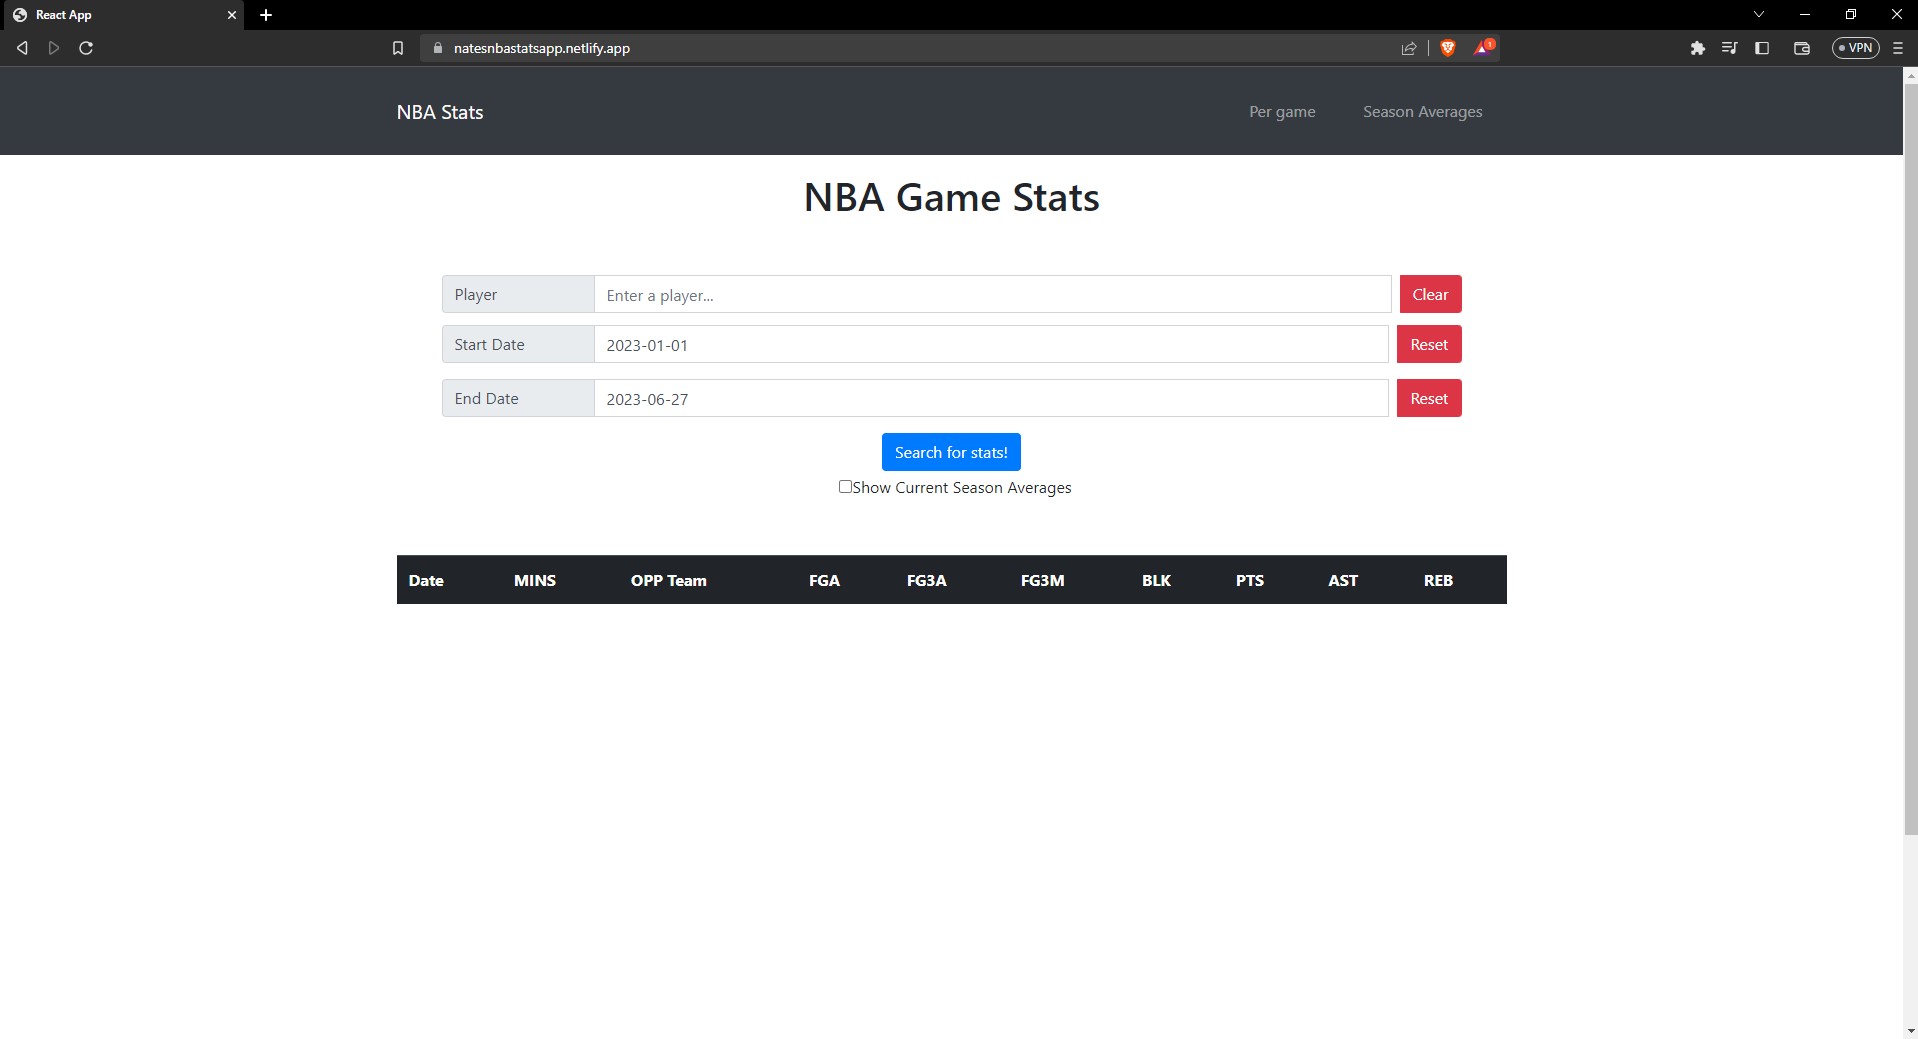 React App
natesnbastatsapp.netlify.app
1
VPN
NBA Stats
Per game
Season Averages
NBA Game Stats
Player
Enter a player...
Clear
Start Date
2023-01-01
Reset
End Date
2023-06-27
Reset
Search for stats!
Show Current Season Averages
Date MINS OPP Team FGA FG3A FG3M BLK PTS AST REB